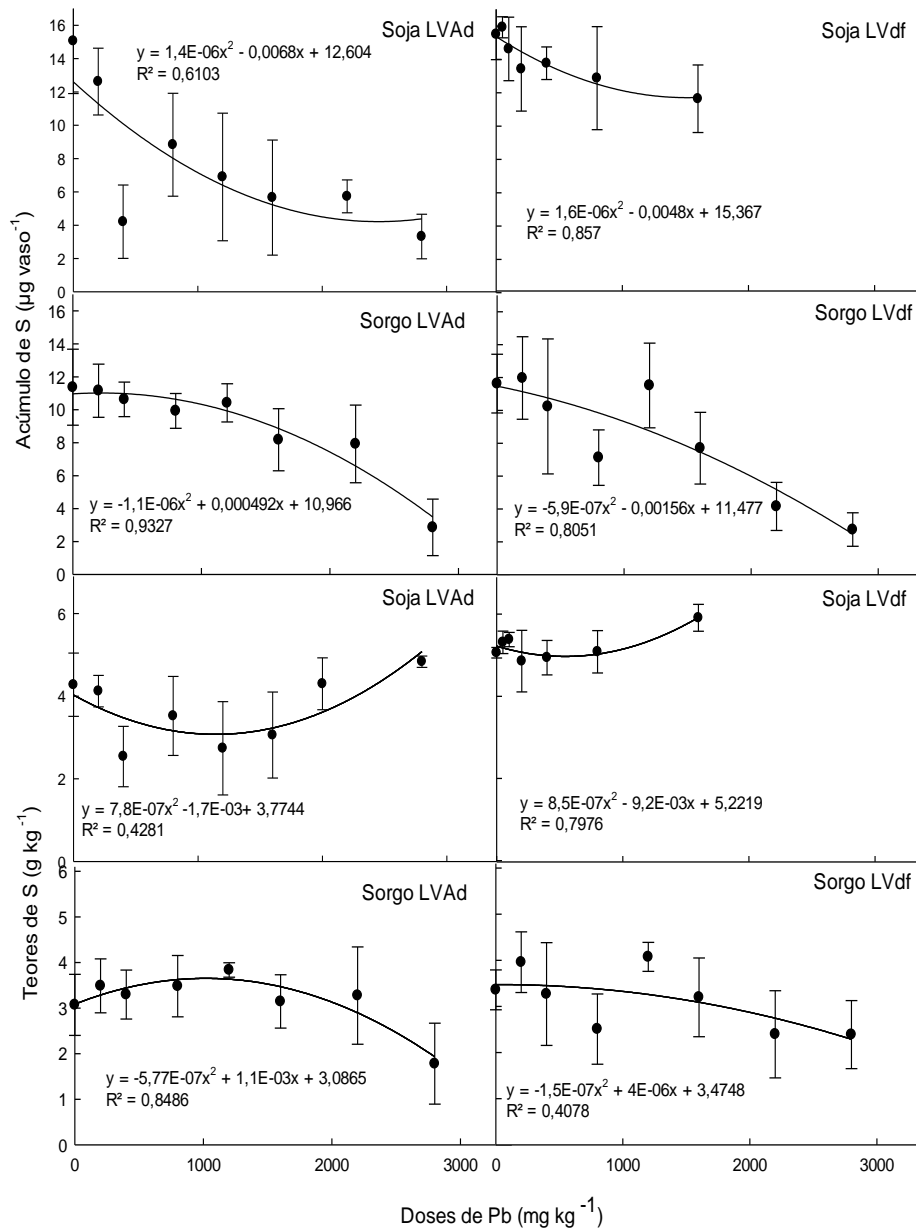 Soja LVAd
16
14
12
10
8
6
4
2
0
y = 1,4E-06x² - 0,0068x + 12,604
R² = 0,6103
Soja LVdf
y = 1,6E-06x² - 0,0048x + 15,367
R² = 0,857
Acúmulo de S (µg vaso⁻¹)
Sorgo LVAd
16
14
12
10
8
6
4
2
0
y = -1,1E-06x² + 0,000492x + 10,966
R² = 0,9327
Sorgo LVdf
y = -5,9E-07x² - 0,00156x + 11,477
R² = 0,8051
Soja LVAd
6
4
2
0
y = 7,8E-07x² -1,7E-03+ 3,7744
R² = 0,4281
Soja LVdf
y = 8,5E-07x² - 9,2E-03x + 5,2219
R² = 0,7976
Teores de S (g kg⁻¹)
Sorgo LVAd
6
5
4
3
2
1
0
y = -5,77E-07x² + 1,1E-03x + 3,0865
R² = 0,8486
Sorgo LVdf
y = -1,5E-07x² + 4E-06x + 3,4748
R² = 0,4078
0 1000 2000 3000 0 1000 2000 3000
Doses de Pb (mg kg ⁻¹)